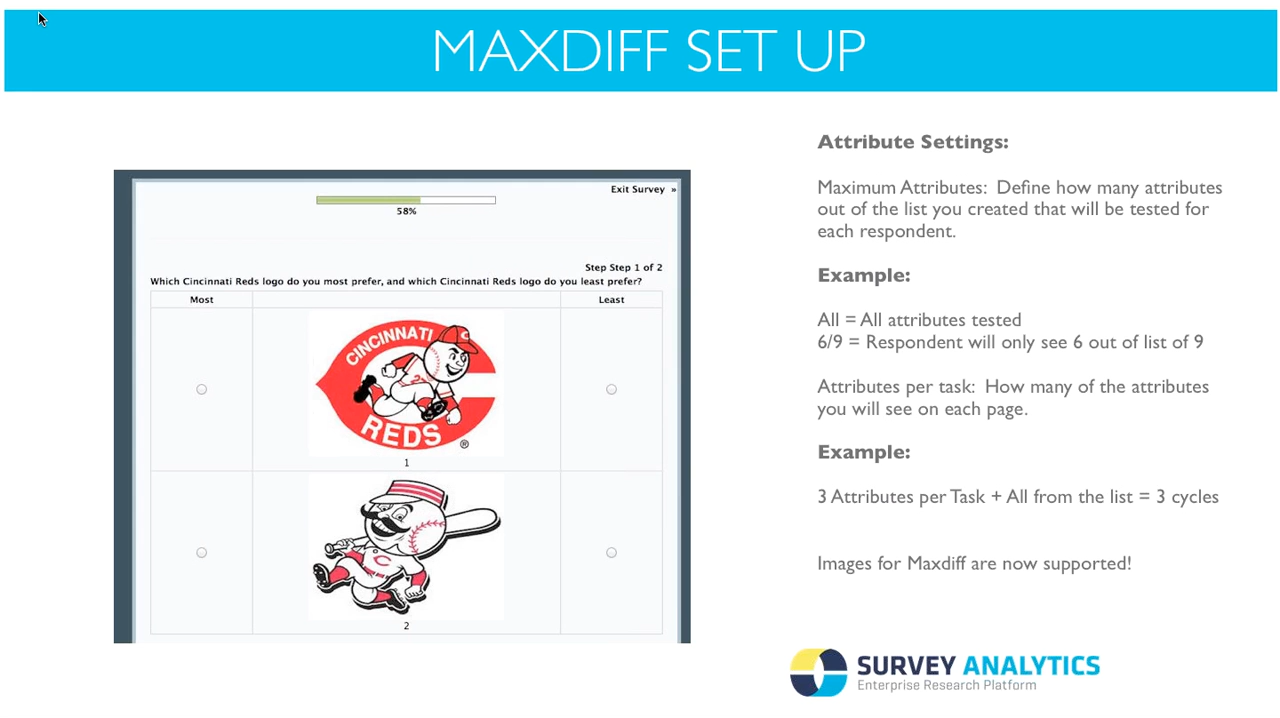 MAXDIFF SET UP
Exit Survey »
58%
Step Step 1 of 2
Which Cincinnati Reds logo do you most prefer, and which Cincinnati Reds logo do you least prefer?
Most
Least
CINCINNATI
C
REDS
®
1
C
2
Attribute Settings:
Maximum Attributes: Define how many attributes
out of the list you created that will be tested for
each respondent.
Example:
All = All attributes tested
6/9 = Respondent will only see 6 out of list of 9
Attributes per task: How many of the attributes
you will see on each page.
Example:
3 Attributes per Task + All from the list = 3 cycles
Images for Maxdiff are now supported!
SURVEY ANALYTICS
Enterprise Research Platform